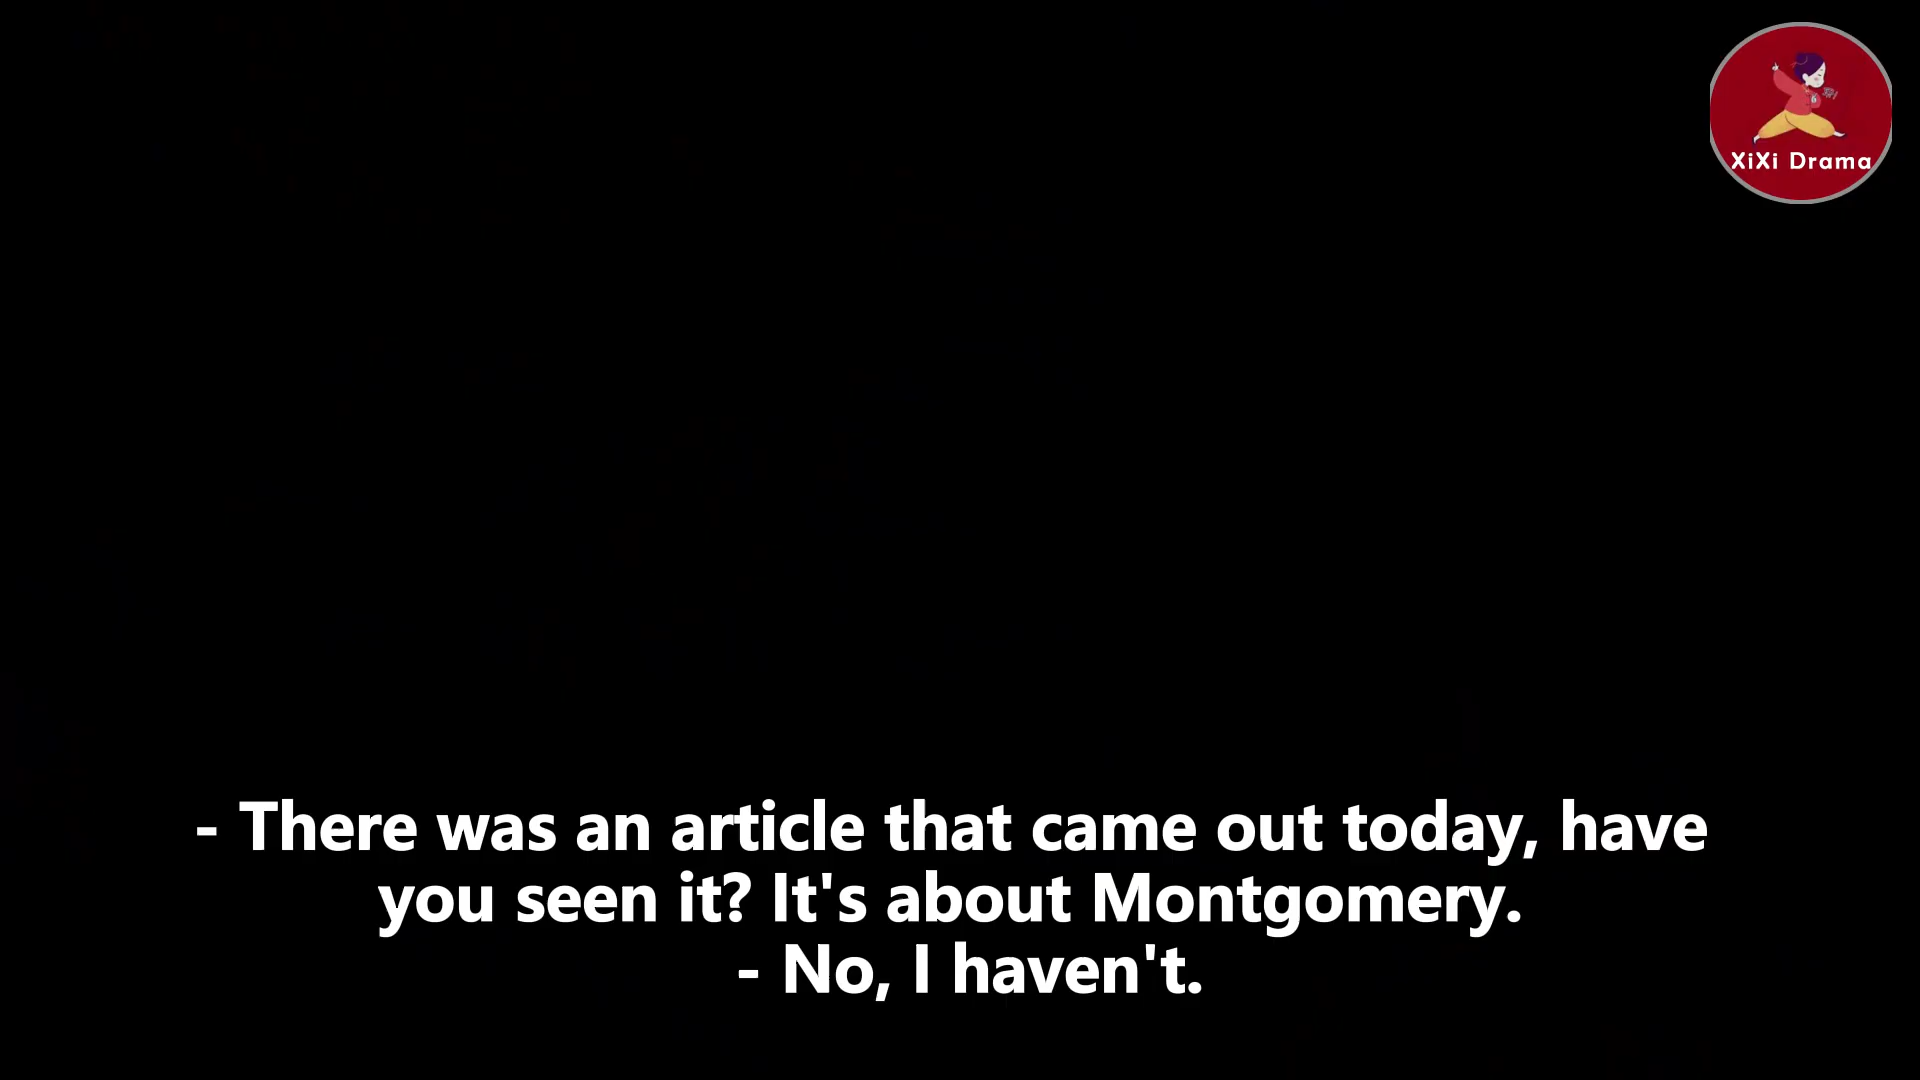 XiXi Drama
- There was an article that came out today, have
you seen it? It's about Montgomery.
- No, I haven't.